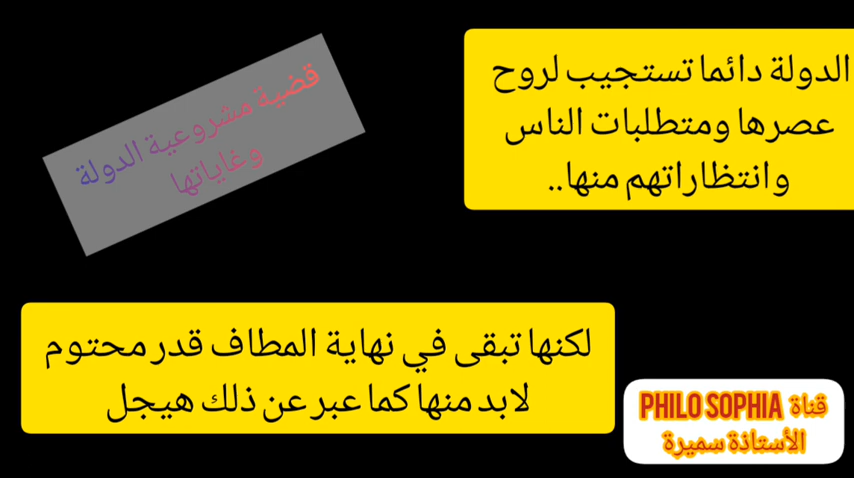 قضية مشروعية الدولة
وغاياتها
الدولة دائما تستجيب لروح
عصرها ومتطلبات الناس
وانتظاراتهم منها..
لكنها تبقى في نهاية المطاف قدر محتوم
لابد منها كما عبر عن ذلك هيجل
قناة PHILO SOPHIA
الأستاذة سميرة